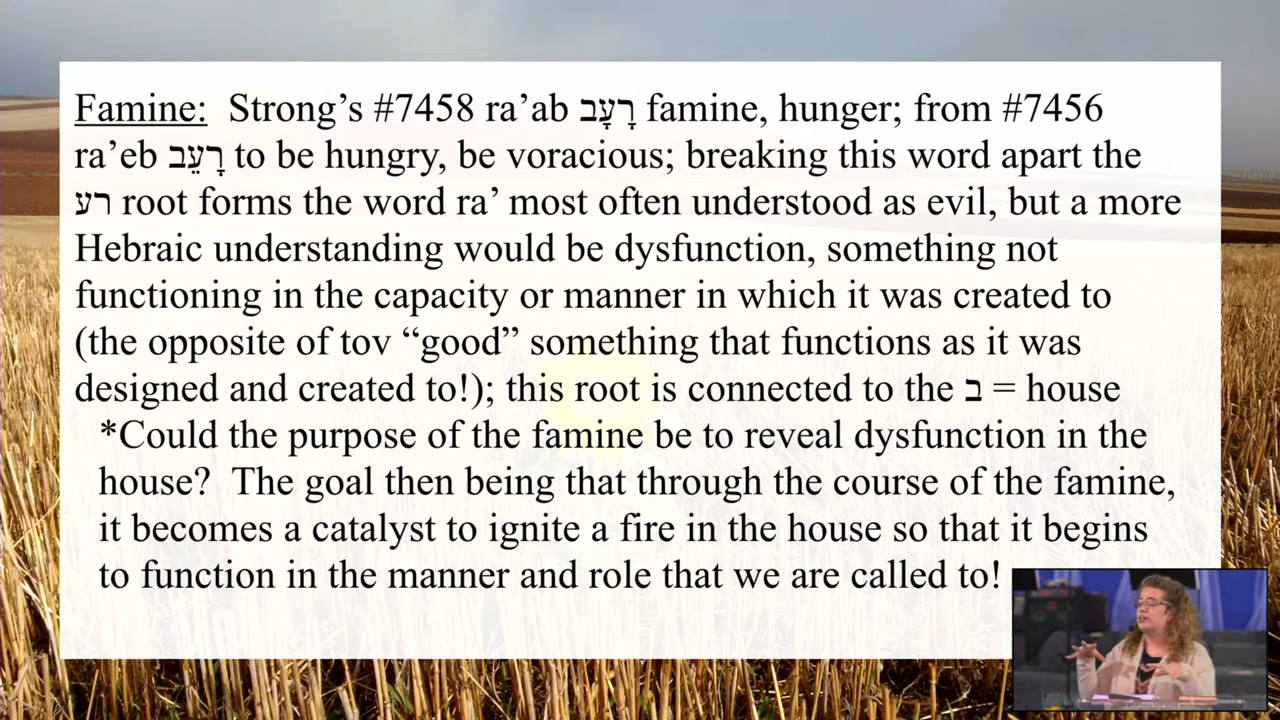 Famine: Strong’s #7458 ra’ab רָעָב famine, hunger; from #7456
ra’eb רָעֵב to be hungry, be voracious; breaking this word apart the
רע root forms the word ra’ most often understood as evil, but a more
Hebraic understanding would be dysfunction, something not
functioning in the capacity or manner in which it was created to
(the opposite of tov “good” something that functions as it was
designed and created to!); this root is connected to the ב = house
*Could the purpose of the famine be to reveal dysfunction in the
house? The goal then being that through the course of the famine,
it becomes a catalyst to ignite a fire in the house so that it begins
to function in the manner and role that we are called to!